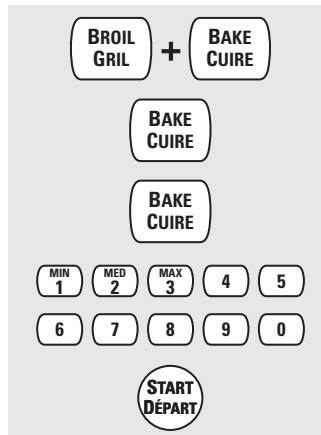 BROIL GRIL + BAKE CUIRE
BAKE
CUIRE
BAKE
CUIRE
MIN 1 MED 2 MAX 3 4 5
6 7 8 9 0
START
DÉPART